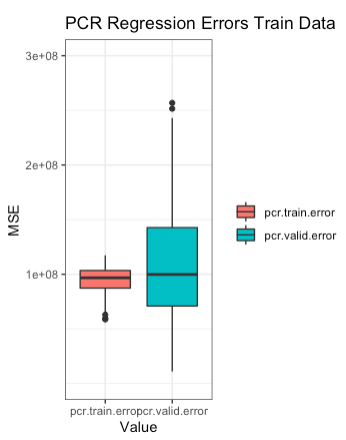 PCR Regression Errors Train Data
3e+08
2e+08
1e+08
MSE
pcr.train.error
pcr.valid.error
pcr.train.erropcr.valid.error
Value